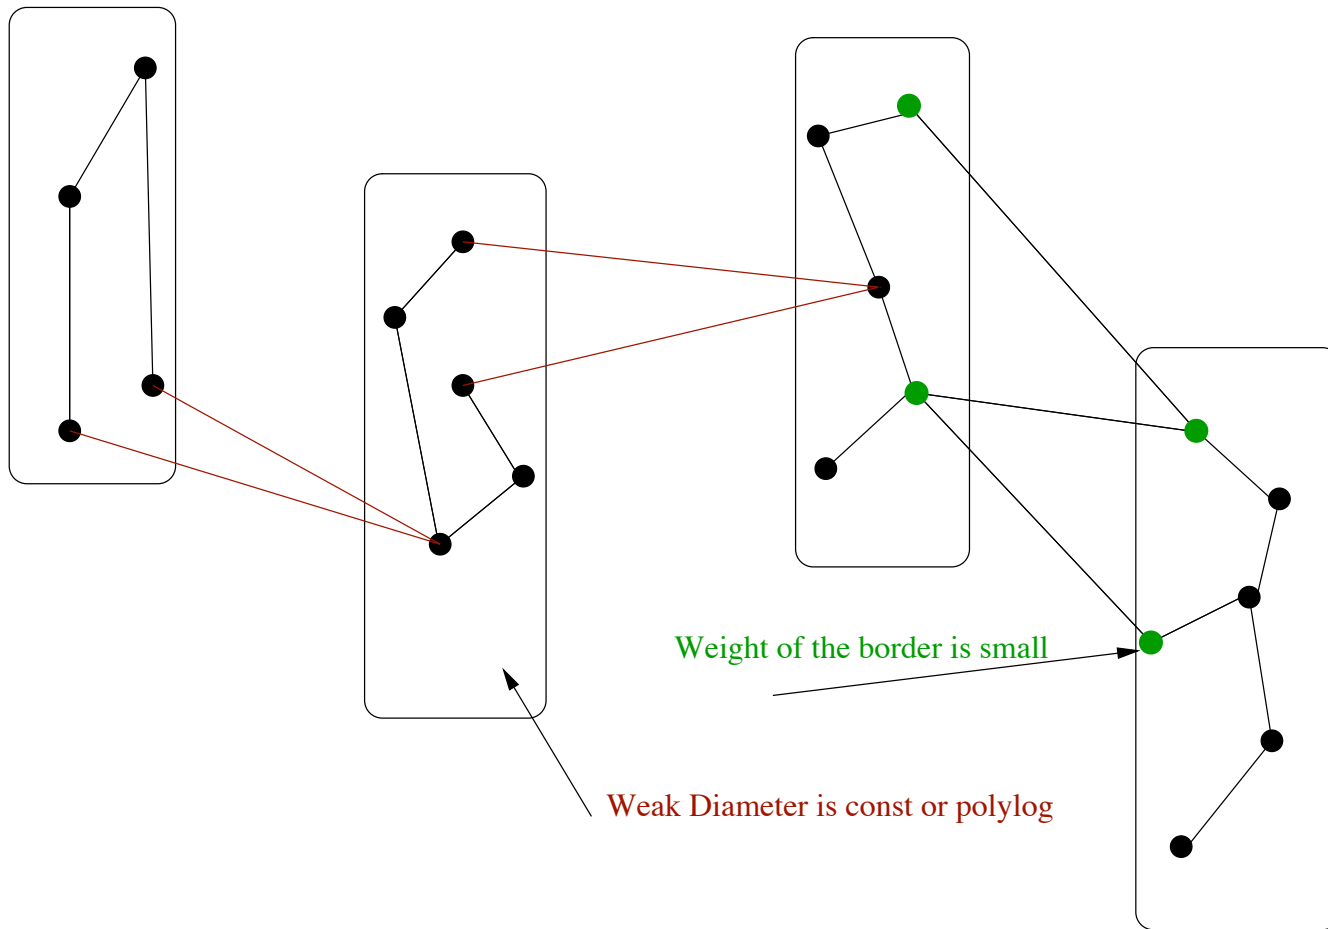 Weight of the border is small
Weak Diameter is const or polylog